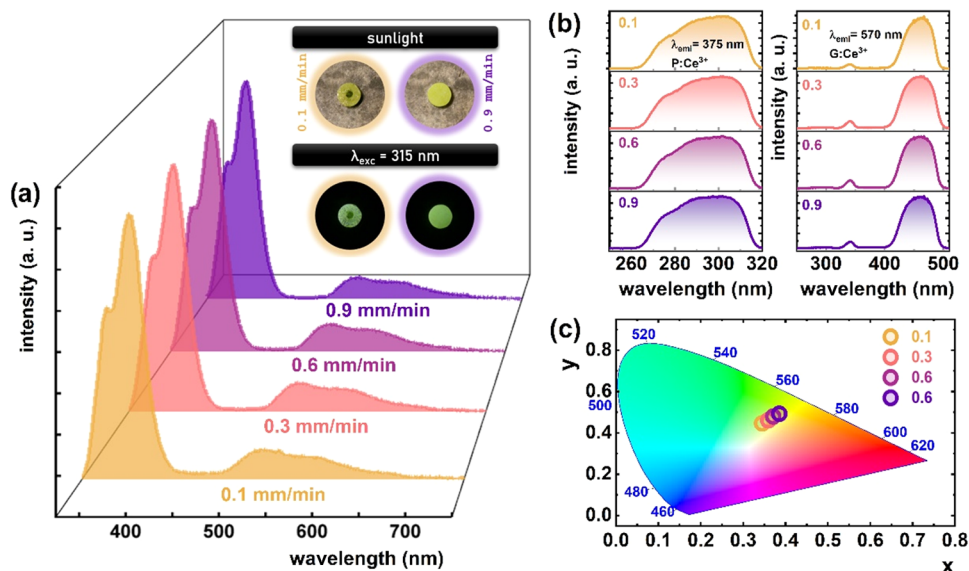 (a)
intensity (a. u.)
sunlight
0.1 mm/min
0.9 mm/min
λexc = 315 nm
0.9 mm/min
0.6 mm/min
0.3 mm/min
0.1 mm/min
400 500 600 700
wavelength (nm)
(b)
intensity (a. u.)
0.1
λemi = 375 nm
P:Ce3+
0.3
0.6
0.9
260 280 300 320
wavelength (nm)
intensity (a. u.)
0.1
λemi = 570 nm
G:Ce3+
0.3
0.6
0.9
300 400 500
wavelength (nm)
(c)
y
0.8
0.6
0.4
0.2
0.0
520
540
560
580
600
620
500
480
460
0.1
0.3
0.6
0.6
0.0 0.1 0.2 0.3 0.4 0.5 0.6 0.7 0.8
x